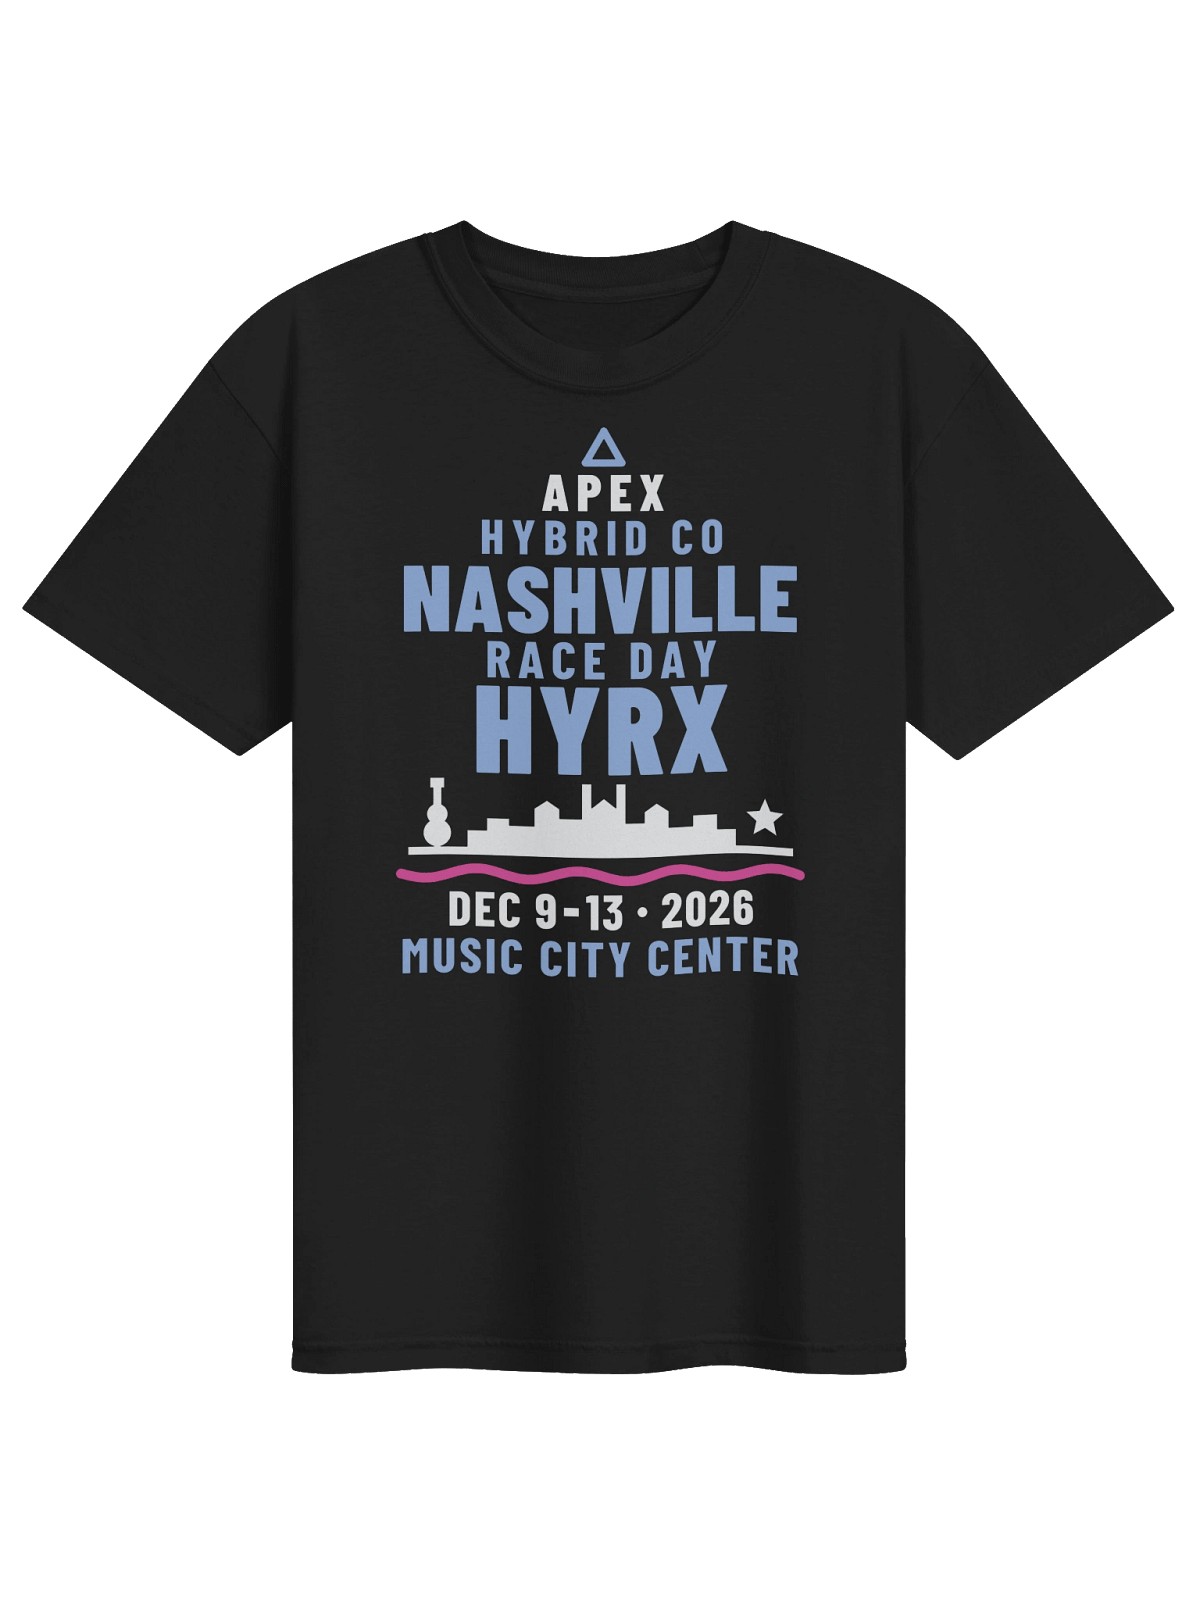 APEX
HYBRID CO
NASHVILLE
RACE DAY
HYRX
DEC 9-13 • 2026
MUSIC CITY CENTER